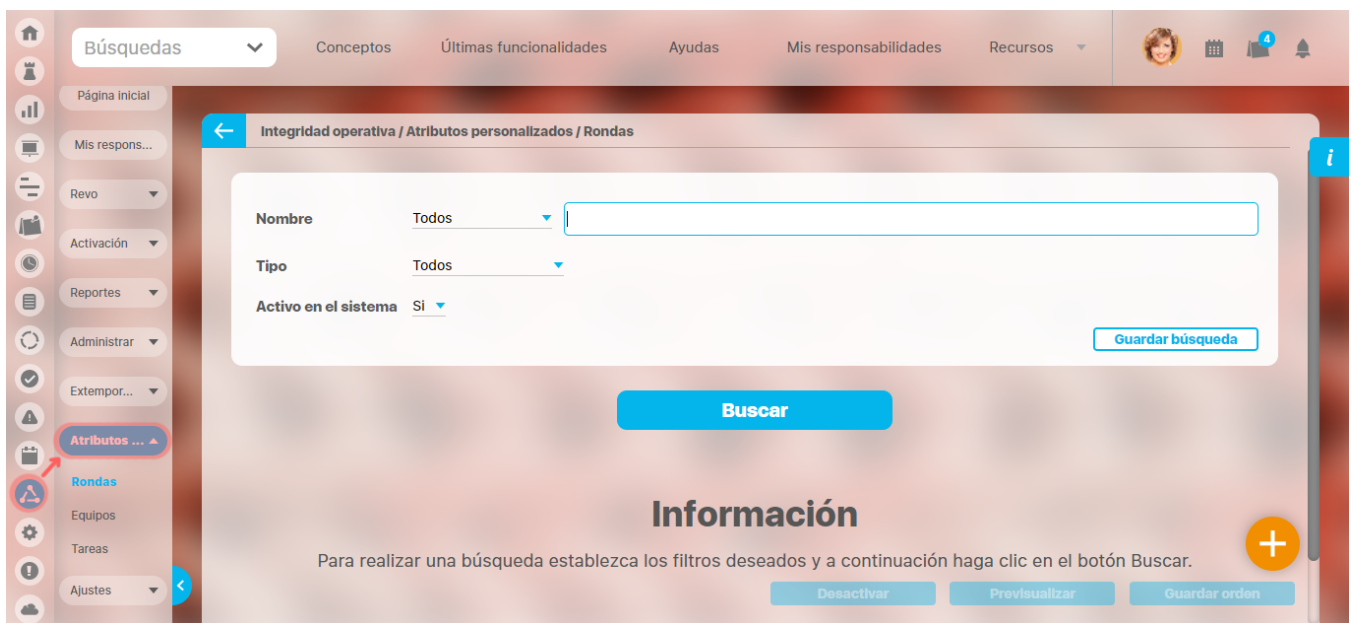 Búsquedas
Conceptos
Últimas funcionalidades
Ayudas
Mis responsabilidades
Recursos
4
Página inicial
Mis respons...
Revo
Activación
Reportes
Administrar
Extempor...
Atributos ...
Rondas
Equipos
Tareas
Ajustes
Integridad operativa / Atributos personalizados / Rondas
i
Nombre Todos
Tipo Todos
Activo en el sistema Si
Guardar búsqueda
Buscar
Información
Para realizar una búsqueda establezca los filtros deseados y a continuación haga clic en el botón Buscar.
Desactivar Previsualizar Guardar orden